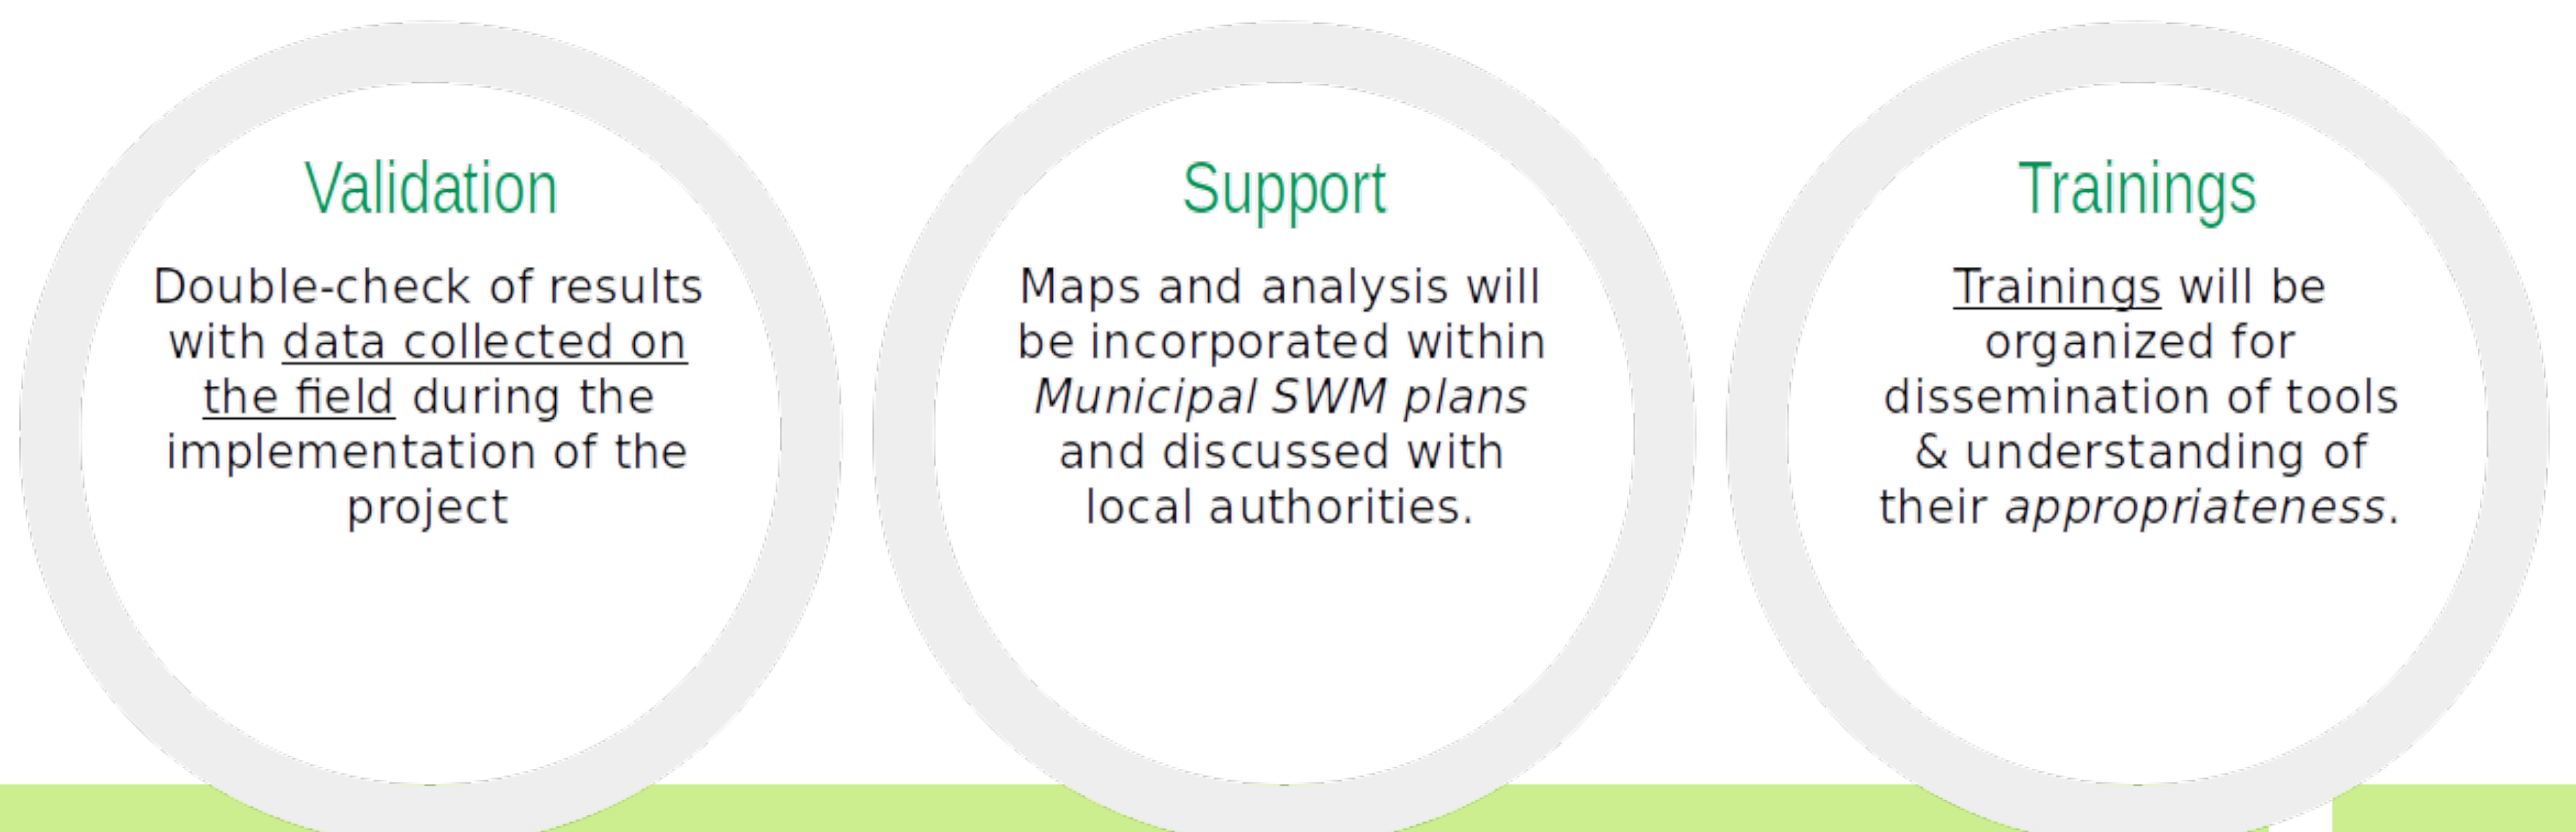 Validation
Double-check of results
with data collected on
the field during the
implementation of the
project
Support
Maps and analysis will
be incorporated within
Municipal SWM plans
and discussed with
local authorities.
Trainings
Trainings will be
organized for
dissemination of tools
& understanding of
their appropriateness.